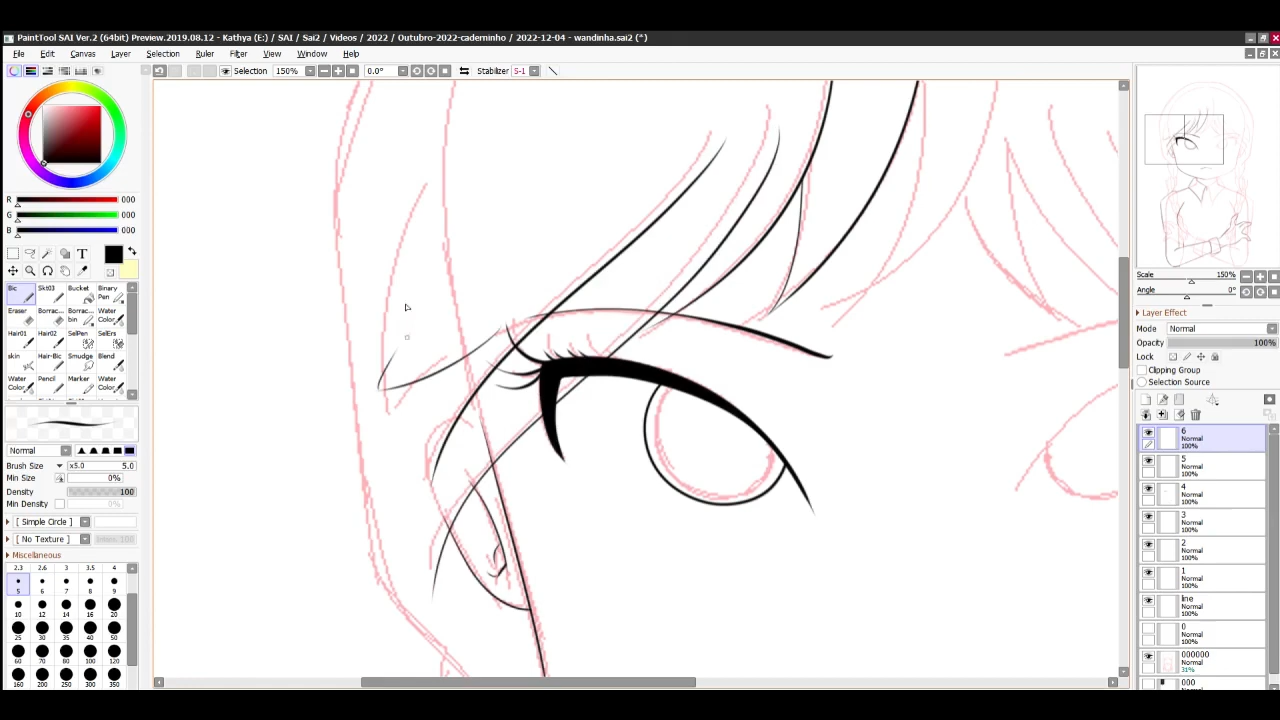 PaintTool SAI Ver.2 (64bit) Preview.2019.08.12 - Kathya (E:) / SAI / Sai2 / Videos / 2022 / Outubro-2022-caderninho / 2022-12-04 - wandinha.sai2 (*)
File Edit Canvas Layer Selection Ruler Filter View Window Help
Selection 150% 0.0° Stabilizer S-1
R 000
G 000
B 000
T
Bic Skt03 Bucket Binary Pen
Eraser Borrac... Borrac... bin Water Color...
Hair01 Hair02 SelPen SelErs
skin Hair-Bic Smudge Blend
Water Color... Pencil Marker Water Color...
Normal
Brush Size x5.0 5.0
Min Size 0%
Density 100
Min Density 0%
[ Simple Circle ]
[ No Texture ]
Miscellaneous
2.3 2.6 3 3.5 4
5 6 7 8 9
10 12 14 16 20
25 30 35 40 50
60 70 80 100 120
160 200 250 300 350
Scale 150%
Angle 0°
Layer Effect
Mode Normal
Opacity 100%
Lock
Clipping Group
Selection Source
6
Normal
100%
5
Normal
100%
4
Normal
100%
3
Normal
100%
2
Normal
100%
1
Normal
100%
line
Normal
100%
0
Normal
100%
000000
Normal
31%
000
Normal